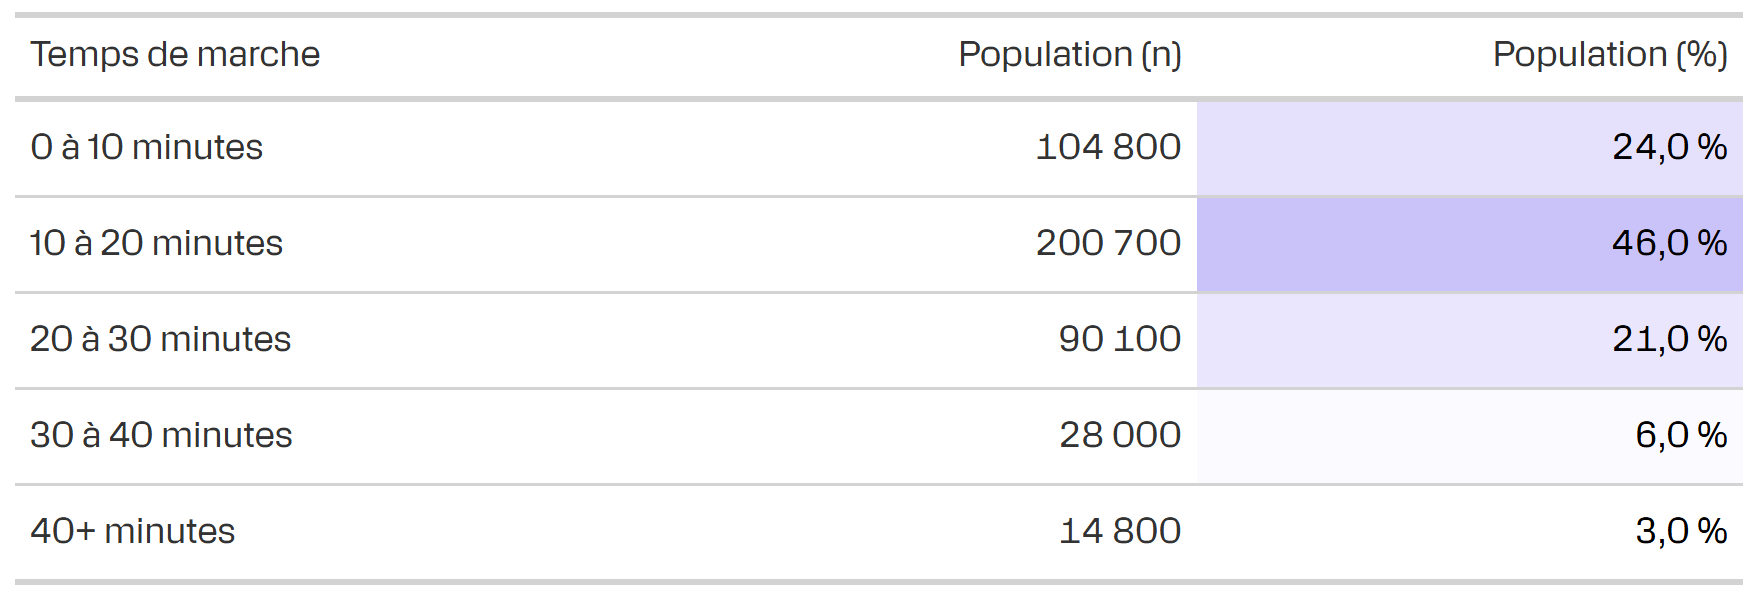 Temps de marche Population (n) Population (%)
0 à 10 minutes 104 800 24,0 %
10 à 20 minutes 200 700 46,0 %
20 à 30 minutes 90 100 21,0 %
30 à 40 minutes 28 000 6,0 %
40+ minutes 14 800 3,0 %